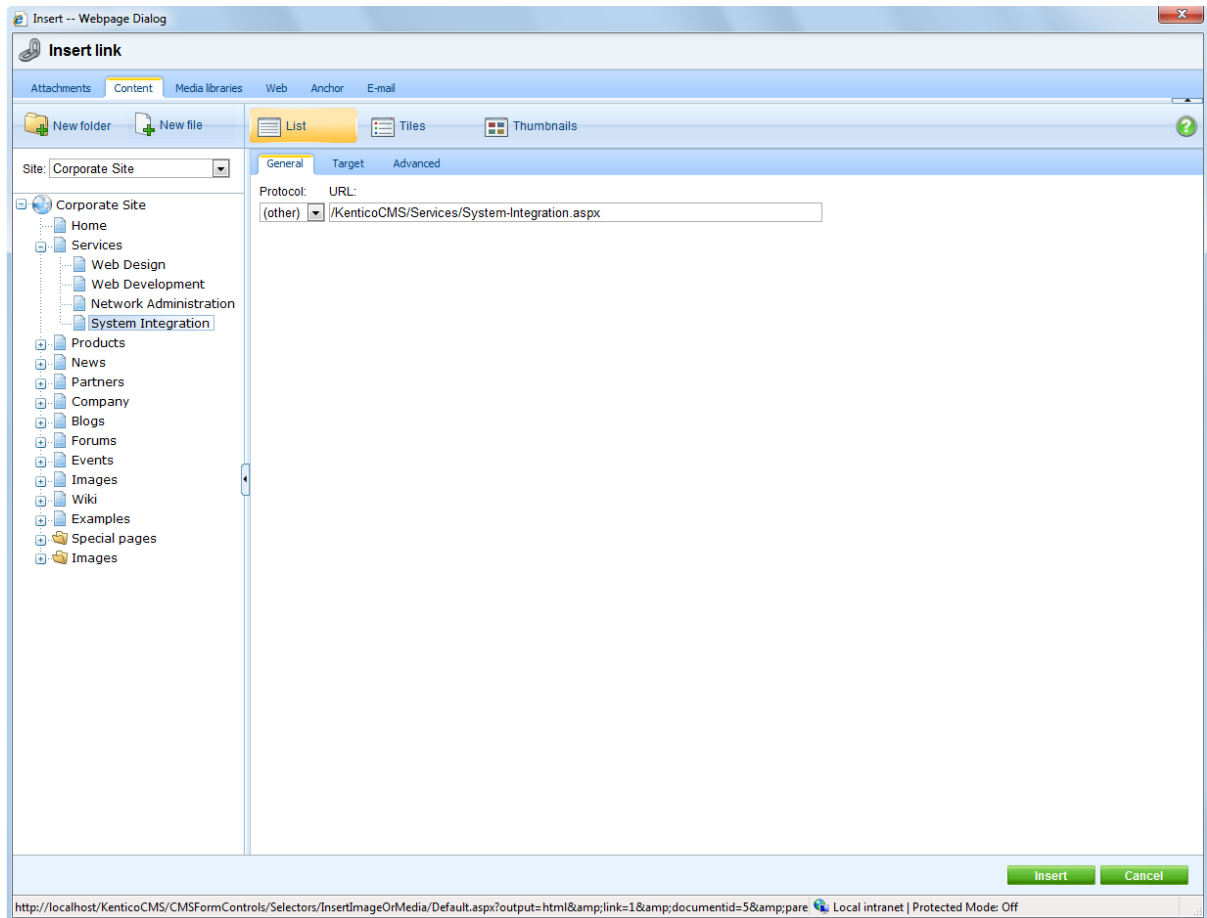 Insert -- Webpage Dialog
x
Insert link
Attachments Content Media libraries Web Anchor E-mail
New folder New file List Tiles Thumbnails ?
Site: Corporate Site
General Target Advanced
Protocol: URL:
(other) /KenticoCMS/Services/System-Integration.aspx
Corporate Site
Home
Services
Web Design
Web Development
Network Administration
System Integration
Products
News
Partners
Company
Blogs
Forums
Events
Images
Wiki
Examples
Special pages
Images
Insert Cancel
http://localhost/KenticoCMS/CMSFormControls/Selectors/InsertImageOrMedia/Default.aspx?output=html&amp;link=1&amp;documentid=5&amp;pare Local intranet | Protected Mode: Off